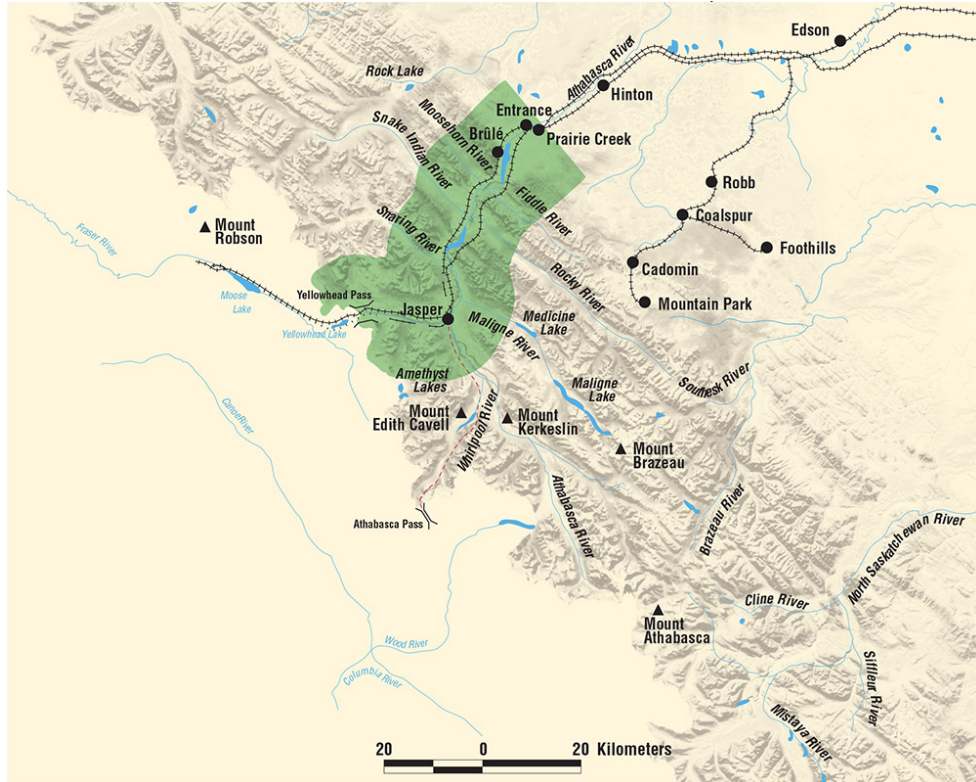 Edson
Athabasca River
Rock Lake
Hinton
Moosehorn River
Entrance
Snake Indian River
Brûlé
Prairie Creek
Robb
Fiddle River
Coalspur
Snaring River
Mount
Robson
Fraser River
Foothills
Cadomin
Rocky River
Moose
Lake
Yellowhead Pass
Mountain Park
Jasper
Maligne River
Medicine
Lake
Yellowhead Lake
Southesk River
Amethyst
Lakes
Maligne
Lake
Canoe River
Mount
Edith Cavell
Whirlpool River
Mount
Kerkeslin
Mount
Brazeau
Athabasca Pass
Athabasca River
Brazeau River
North Saskatchewan River
Cline River
Mount
Athabasca
Wood River
Columbia River
Siffleur River
Mistaya River
20 0 20 Kilometers